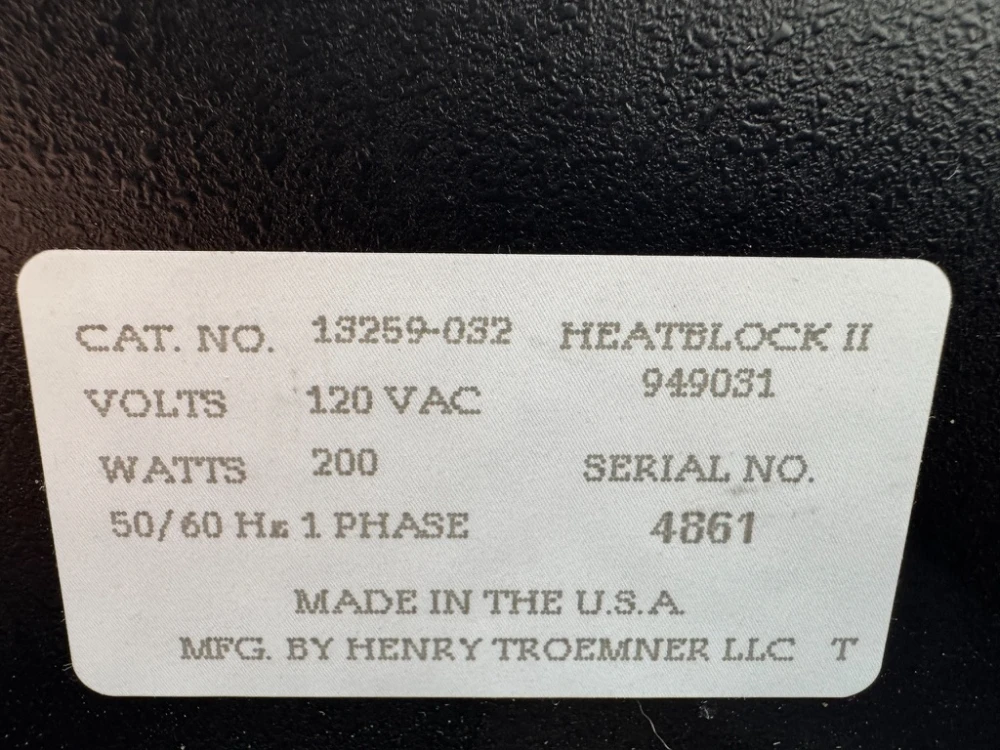 CAT. NO. 13259-032 HEATBLOCK II
949031
VOLTS 120 VAC
WATTS 200 SERIAL NO.
50/60 Hz 1 PHASE 4861
MADE IN THE U.S.A.
MFG. BY HENRY TROEMNER LLC T